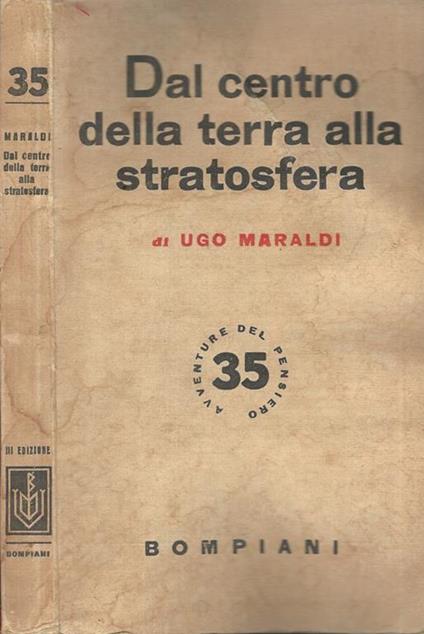 35
MARALDI
Dal centro
della terra
alla
stratosfera
III EDIZIONE
BOMPIANI
Dal centro
della terra alla
stratosfera
di UGO MARALDI
AVVENTURE DEL PENSIERO
35
BOMPIANI